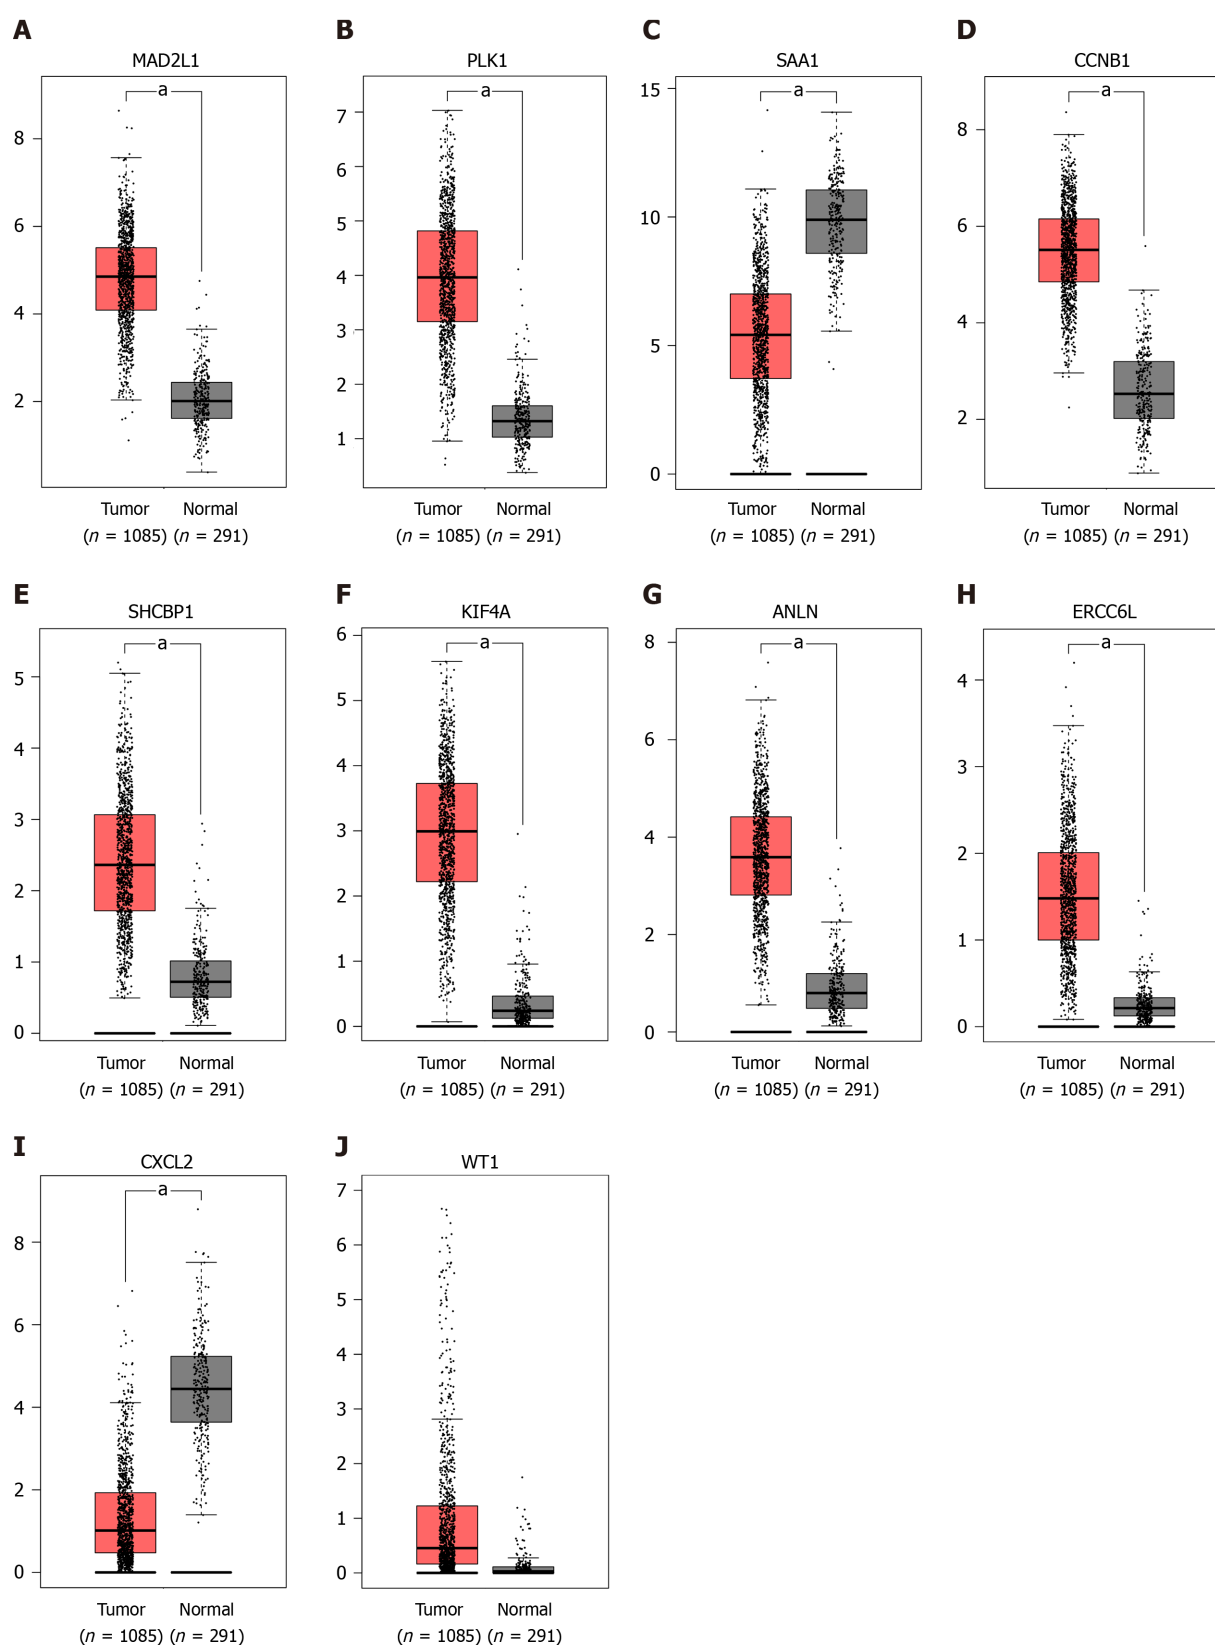 A
MAD2L1
a
8
6
4
2
Tumor Normal
(n = 1085) (n = 291)
B
PLK1
a
7
6
5
4
3
2
1
Tumor Normal
(n = 1085) (n = 291)
C
SAA1
a
15
10
5
0
Tumor Normal
(n = 1085) (n = 291)
D
CCNB1
a
8
6
4
2
Tumor Normal
(n = 1085) (n = 291)
E
SHCBP1
a
5
4
3
2
1
0
Tumor Normal
(n = 1085) (n = 291)
F
KIF4A
a
6
5
4
3
2
1
0
Tumor Normal
(n = 1085) (n = 291)
G
ANLN
a
8
6
4
2
0
Tumor Normal
(n = 1085) (n = 291)
H
ERCC6L
a
4
3
2
1
0
Tumor Normal
(n = 1085) (n = 291)
I
CXCL2
a
8
6
4
2
0
Tumor Normal
(n = 1085) (n = 291)
J
WT1
7
6
5
4
3
2
1
0
Tumor Normal
(n = 1085) (n = 291)